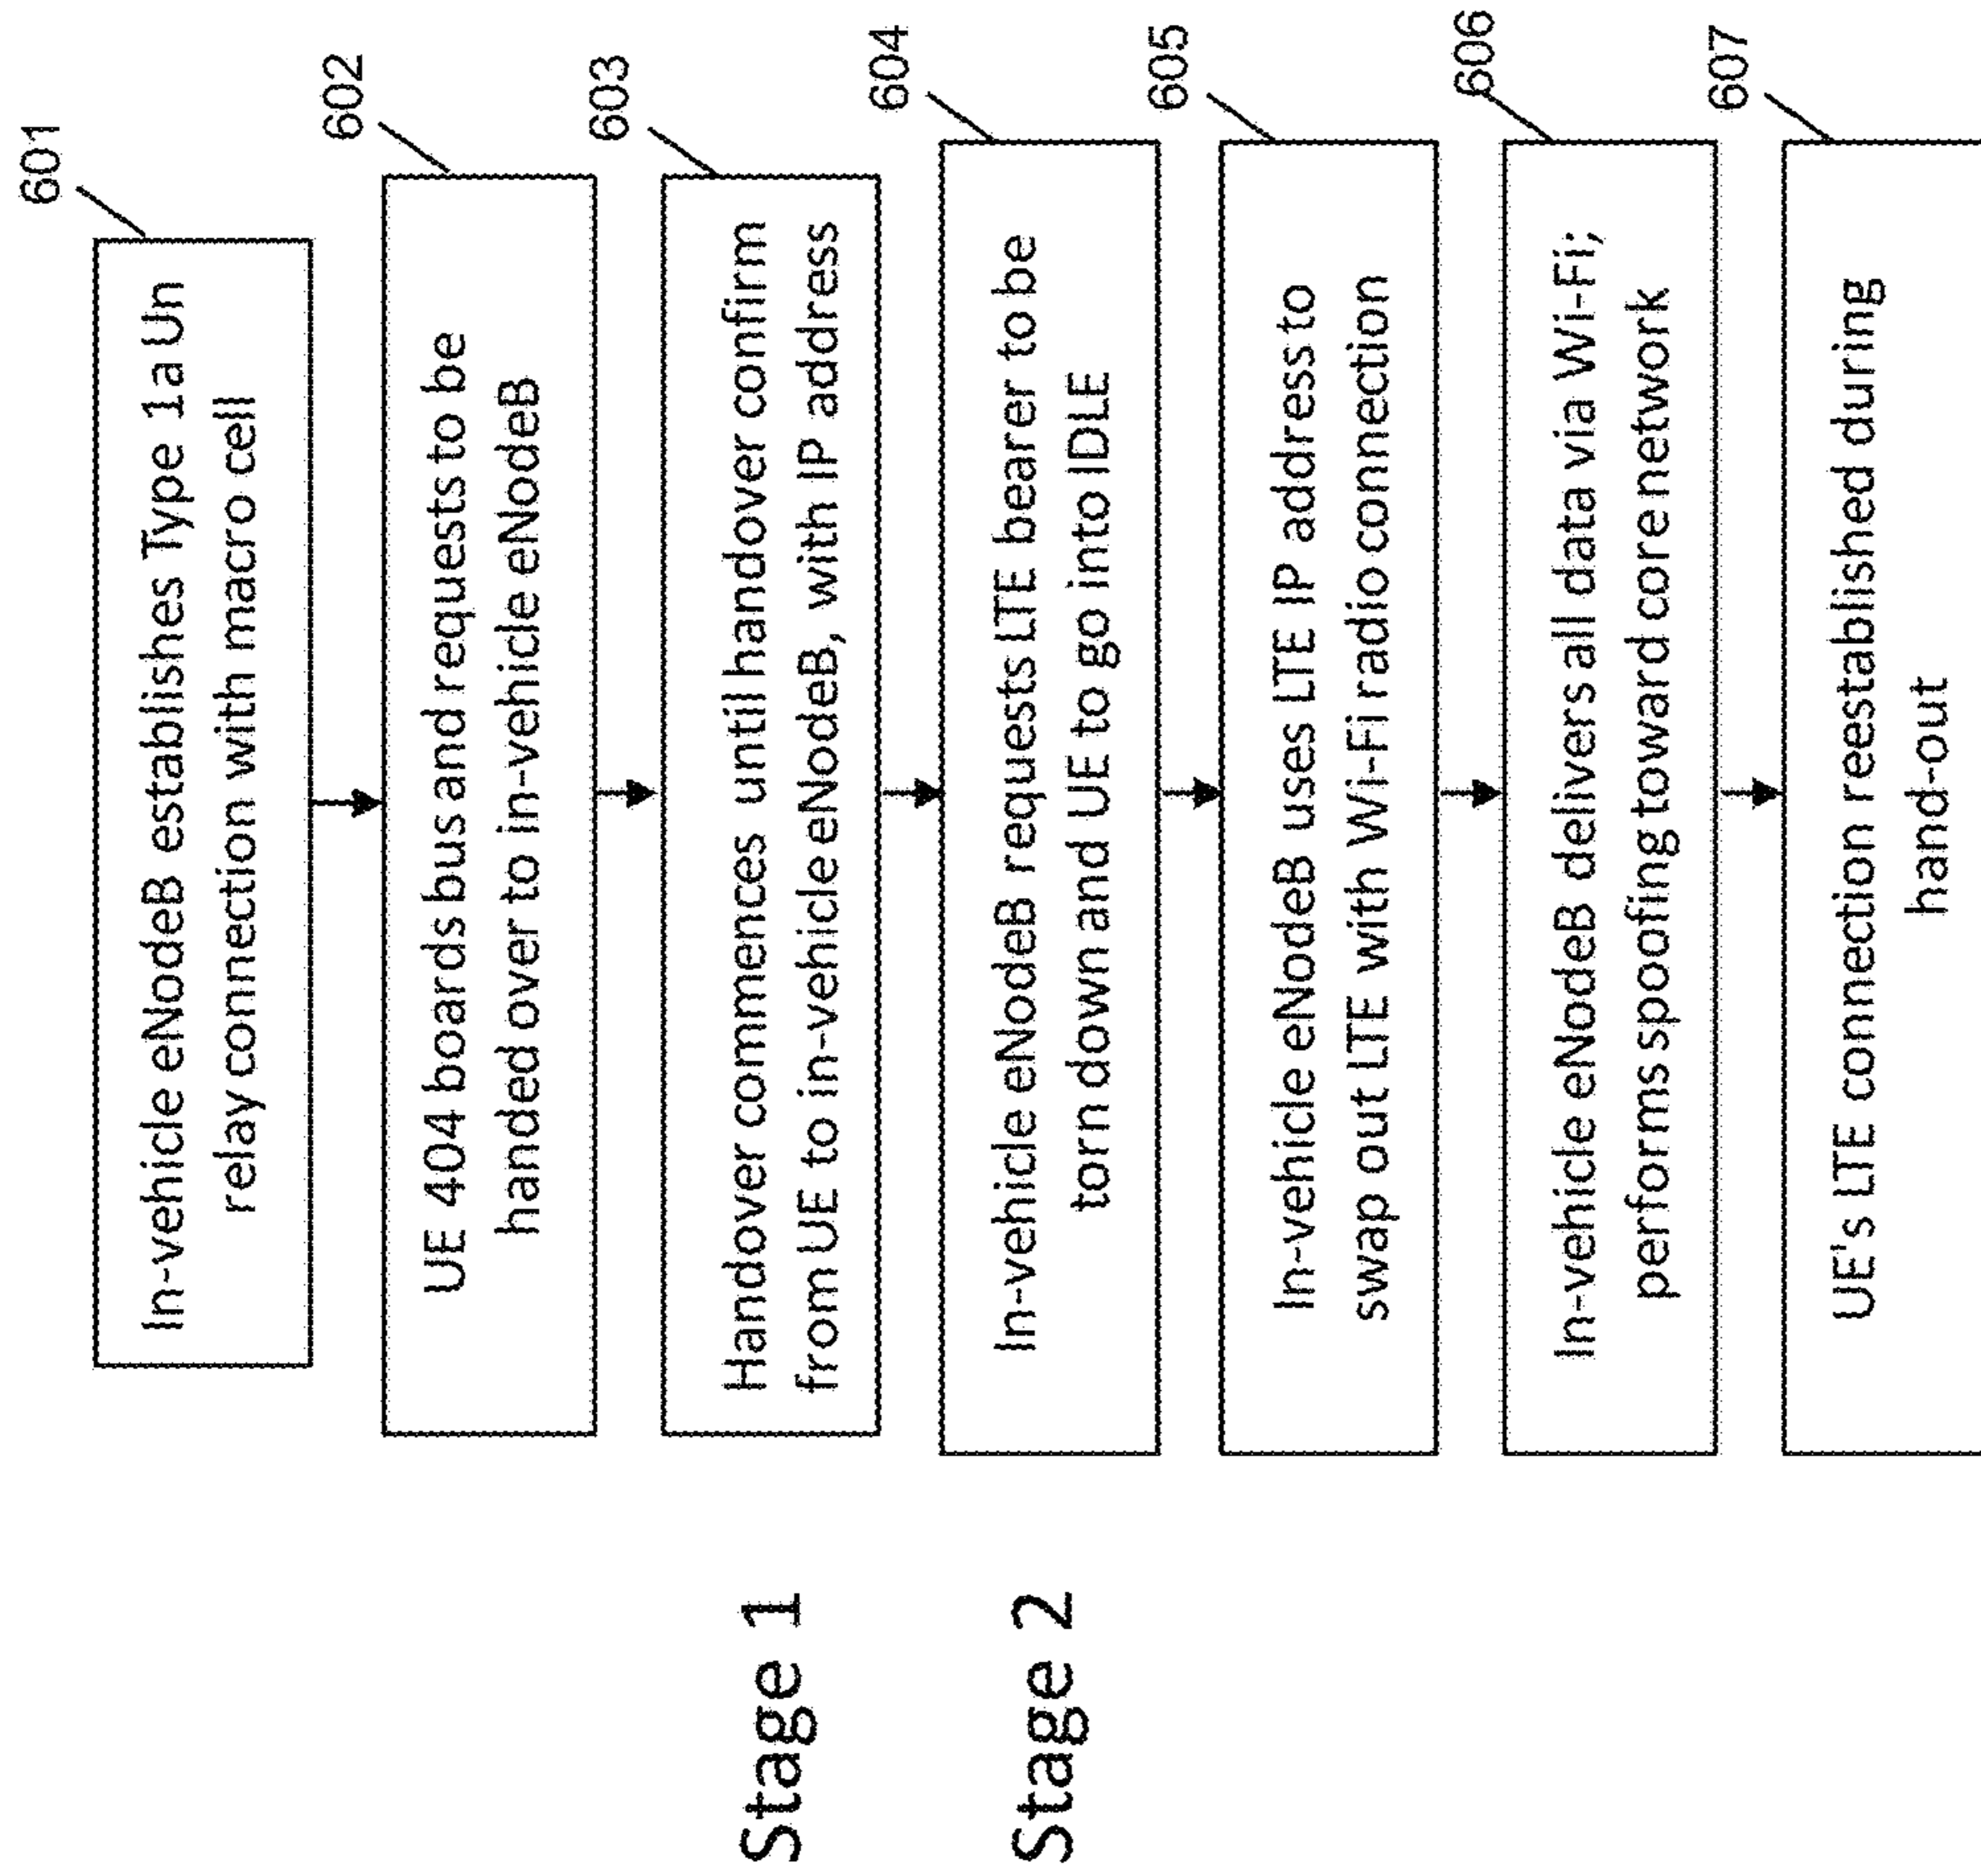 601
In-vehicle eNodeB establishes Type 1a Un
relay connection with macro cell
602
UE 404 boards bus and requests to be
handed over to in-vehicle eNodeB
603
Stage 1
Handover commences until handover confirm
from UE to in-vehicle eNodeB, with IP address
604
Stage 2
In-vehicle eNodeB requests LTE bearer to be
torn down and UE to go into IDLE
605
In-vehicle eNodeB uses LTE IP address to
swap out LTE with Wi-Fi radio connection
606
In-vehicle eNodeB delivers all data via Wi-Fi;
performs spoofing toward core network
607
UE's LTE connection reestablished during
hand-out